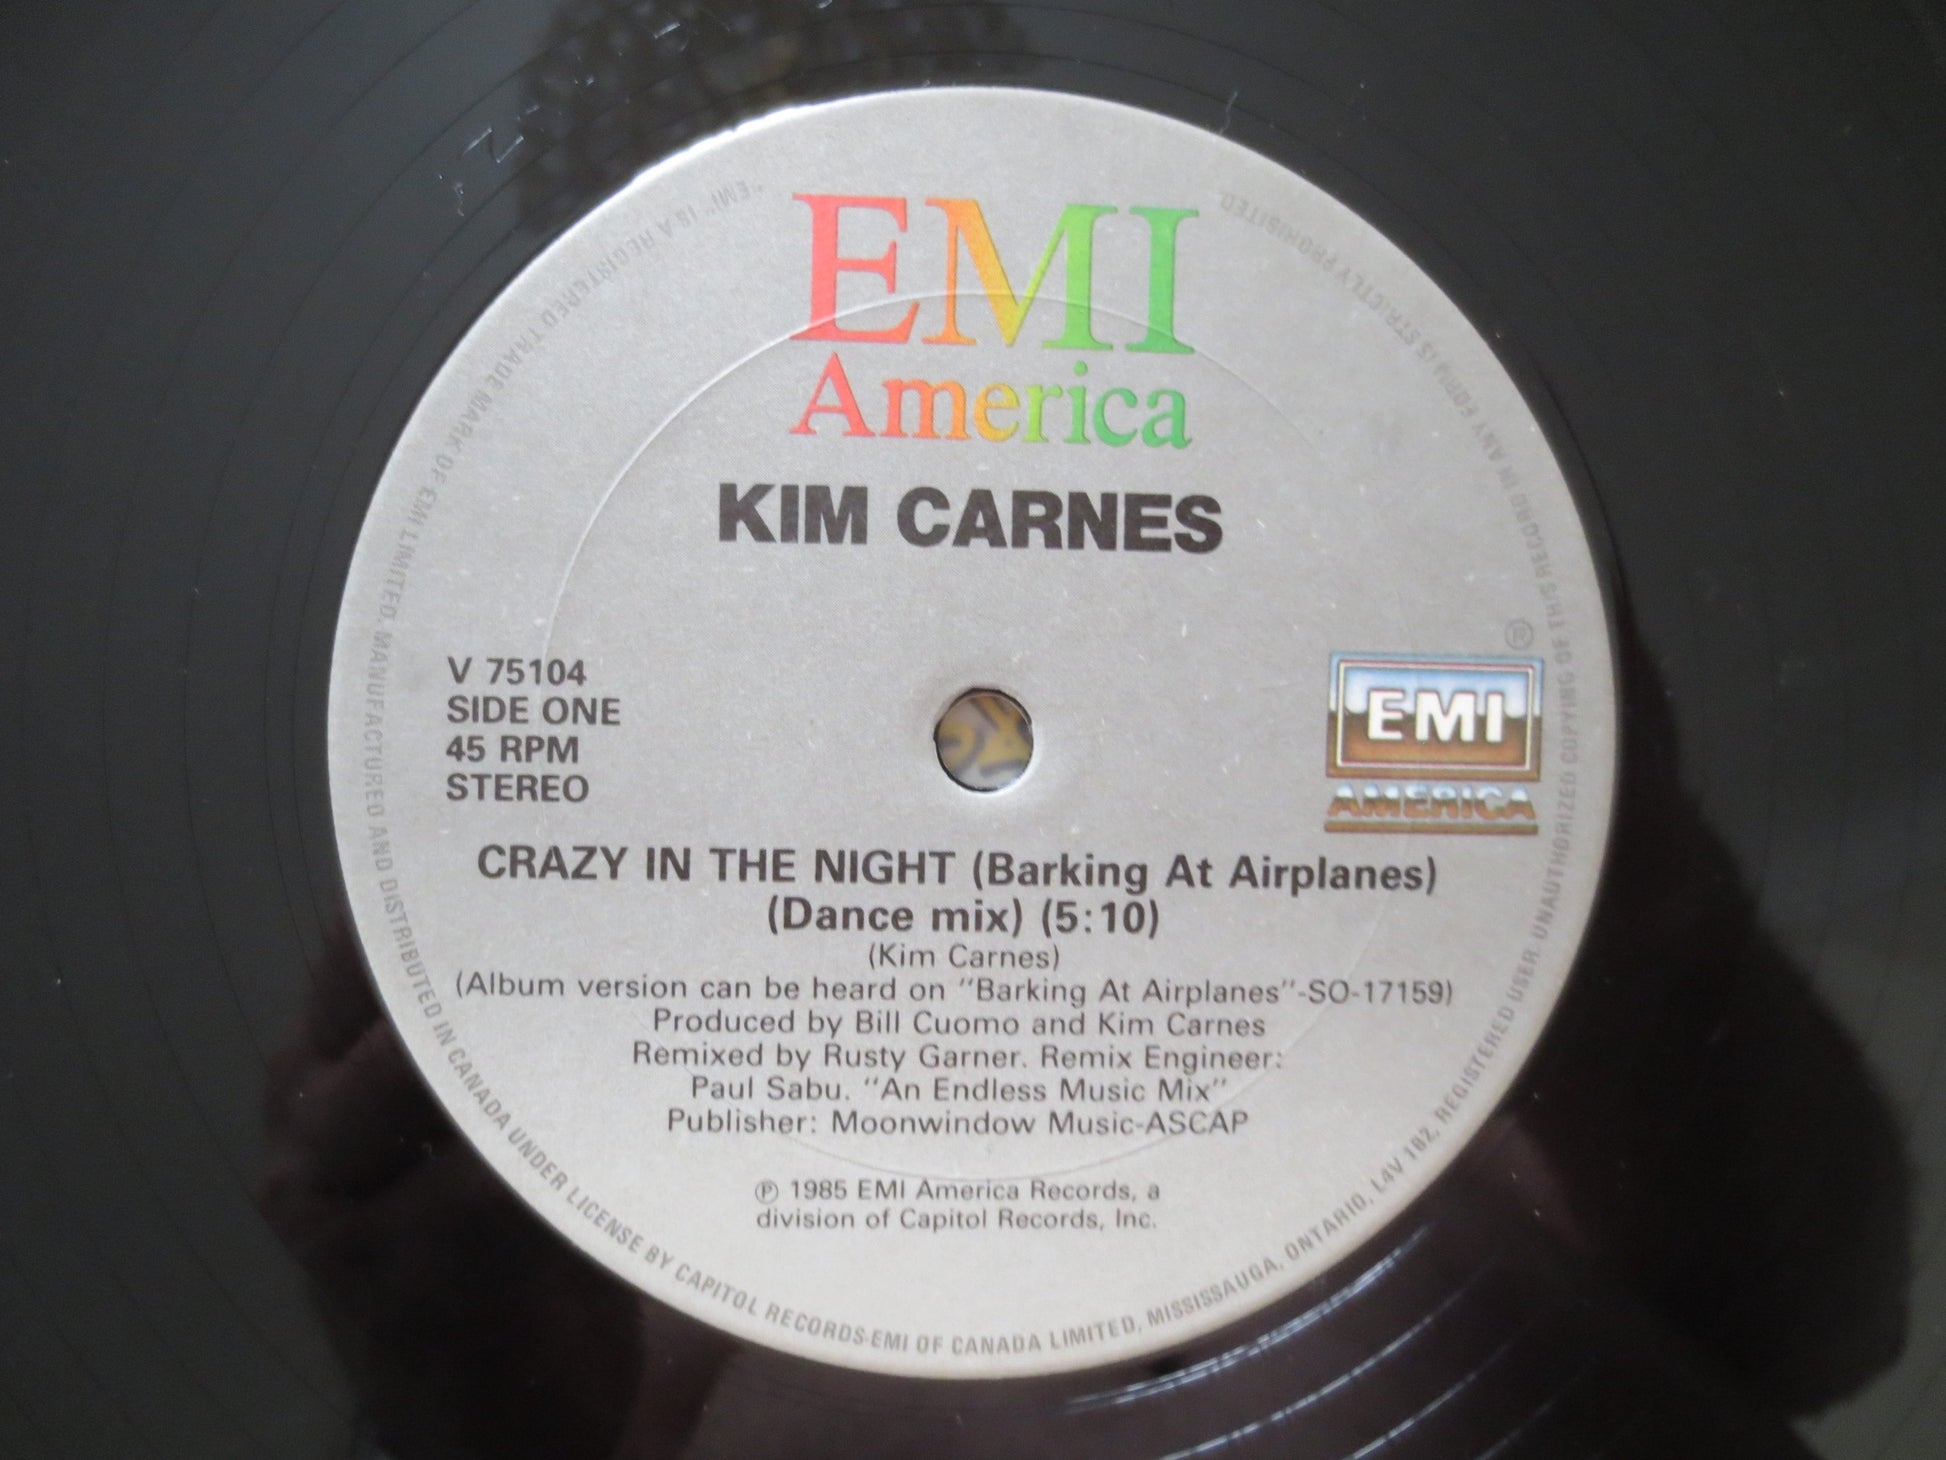 EMI
America
KIM CARNES
V 75104
SIDE ONE
45 RPM
STEREO
®
EMI
AMERICA
CRAZY IN THE NIGHT (Barking At Airplanes)
(Dance mix) (5:10)
(Kim Carnes)
(Album version can be heard on "Barking At Airplanes"-SO-17159)
Produced by Bill Cuomo and Kim Carnes
Remixed by Rusty Garner. Remix Engineer:
Paul Sabu. "An Endless Music Mix"
Publisher: Moonwindow Music-ASCAP
℗ 1985 EMI America Records, a
division of Capitol Records, Inc.
"EMI" IS A REGISTERED TRADE MARK OF EMI LIMITED. MANUFACTURED AND DISTRIBUTED IN CANADA UNDER LICENSE BY CAPITOL RECORDS-EMI OF CANADA LIMITED, MISSISSAUGA, ONTARIO, L4V 1B2, REGISTERED USER. UNAUTHORIZED COPYING OF THIS RECORD IN ANY FORM IS STRICTLY PROHIBITED